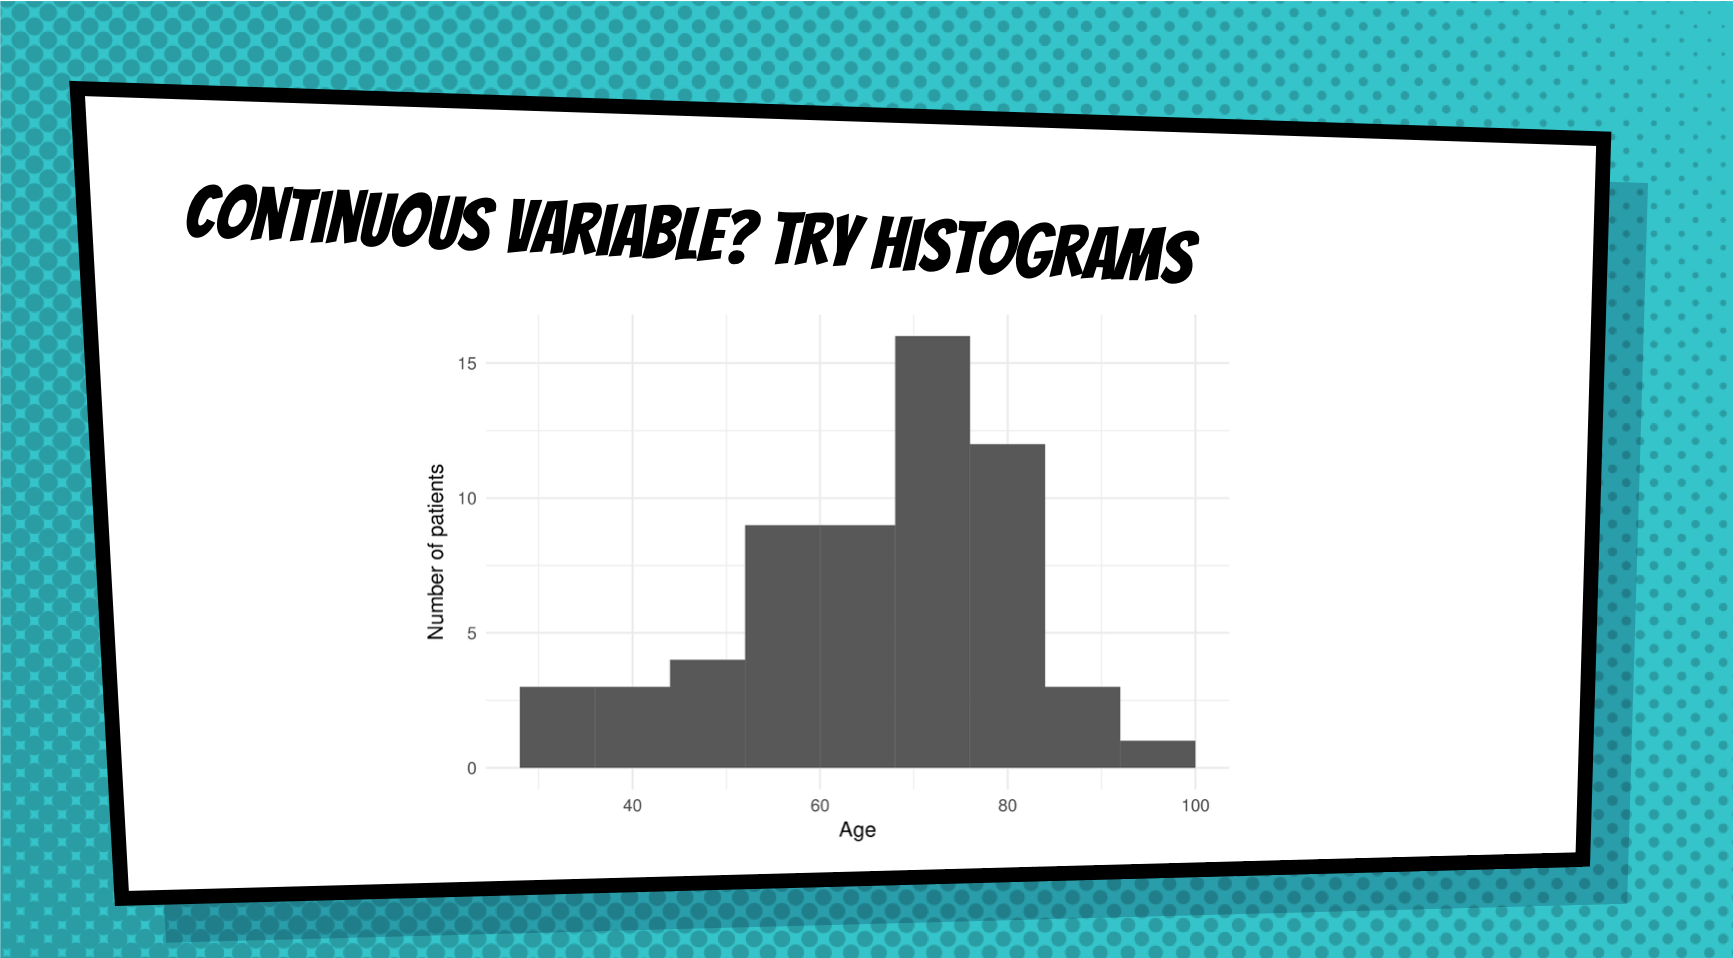 CONTINUOUS VARIABLE? TRY HISTOGRAMS
15
10
5
0
Number of patients
40 60 80 100
Age